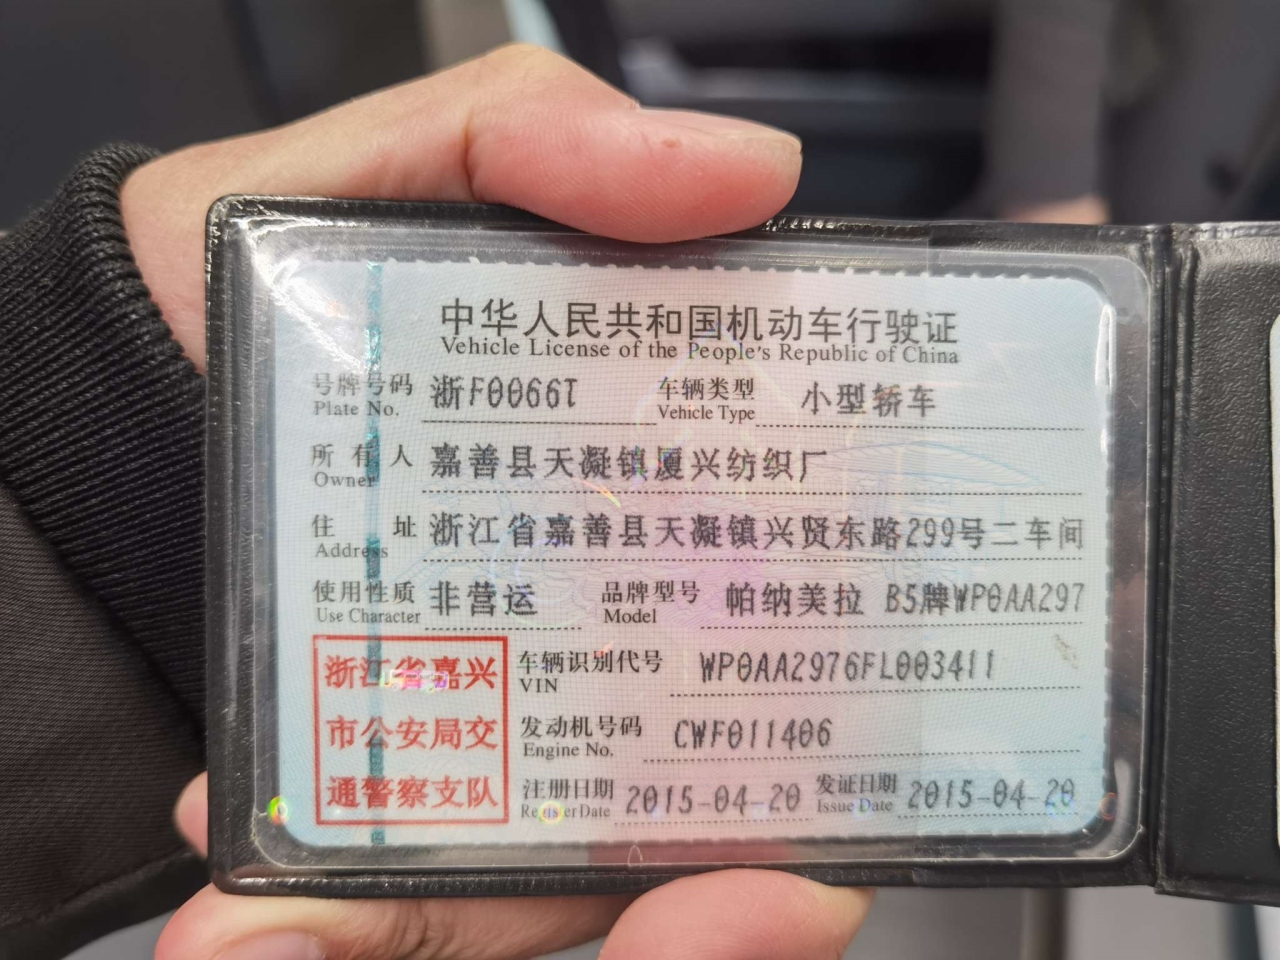 中华人民共和国机动车行驶证
Vehicle License of the People's Republic of China
号牌号码 浙F0066T 车辆类型 小型轿车
Plate No. Vehicle Type
所有人 嘉善县天凝镇厦兴纺织厂
Owner
住址 浙江省嘉善县天凝镇兴贤东路299号二车间
Address
使用性质 非营运 品牌型号 帕纳美拉 B5牌WP0AA297
Use Character Model
浙江省嘉兴
市公安局交
通警察支队
车辆识别代号 WP0AA2976FL003411
VIN
发动机号码 CWF011406
Engine No.
注册日期 2015-04-20 发证日期 2015-04-20
Register Date Issue Date